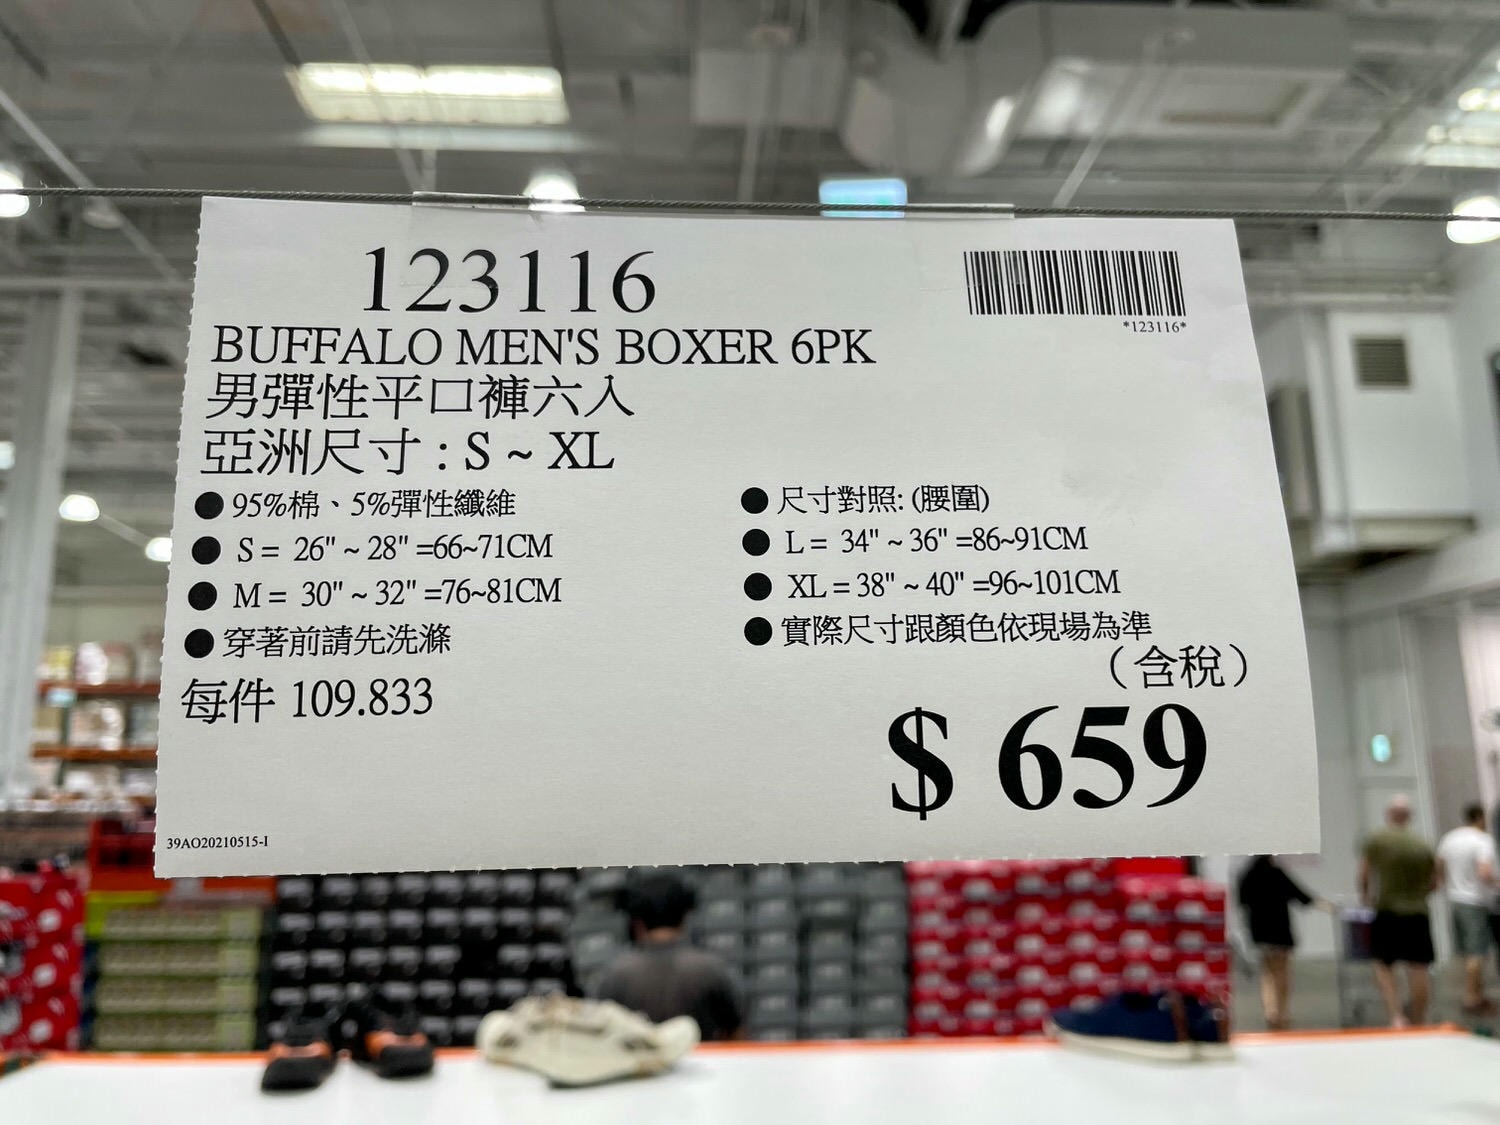 123116
*123116*
BUFFALO MEN'S BOXER 6PK
男彈性平口褲六入
亞洲尺寸 : S ~ XL
● 95%棉、5%彈性纖維
● S = 26" ~ 28" =66~71CM
● M = 30" ~ 32" =76~81CM
● 穿著前請先洗滌
● 尺寸對照: (腰圍)
● L = 34" ~ 36" =86~91CM
● XL = 38" ~ 40" =96~101CM
● 實際尺寸跟顏色依現場為準
每件 109.833
（含稅）
$ 659
39AO20210515-I